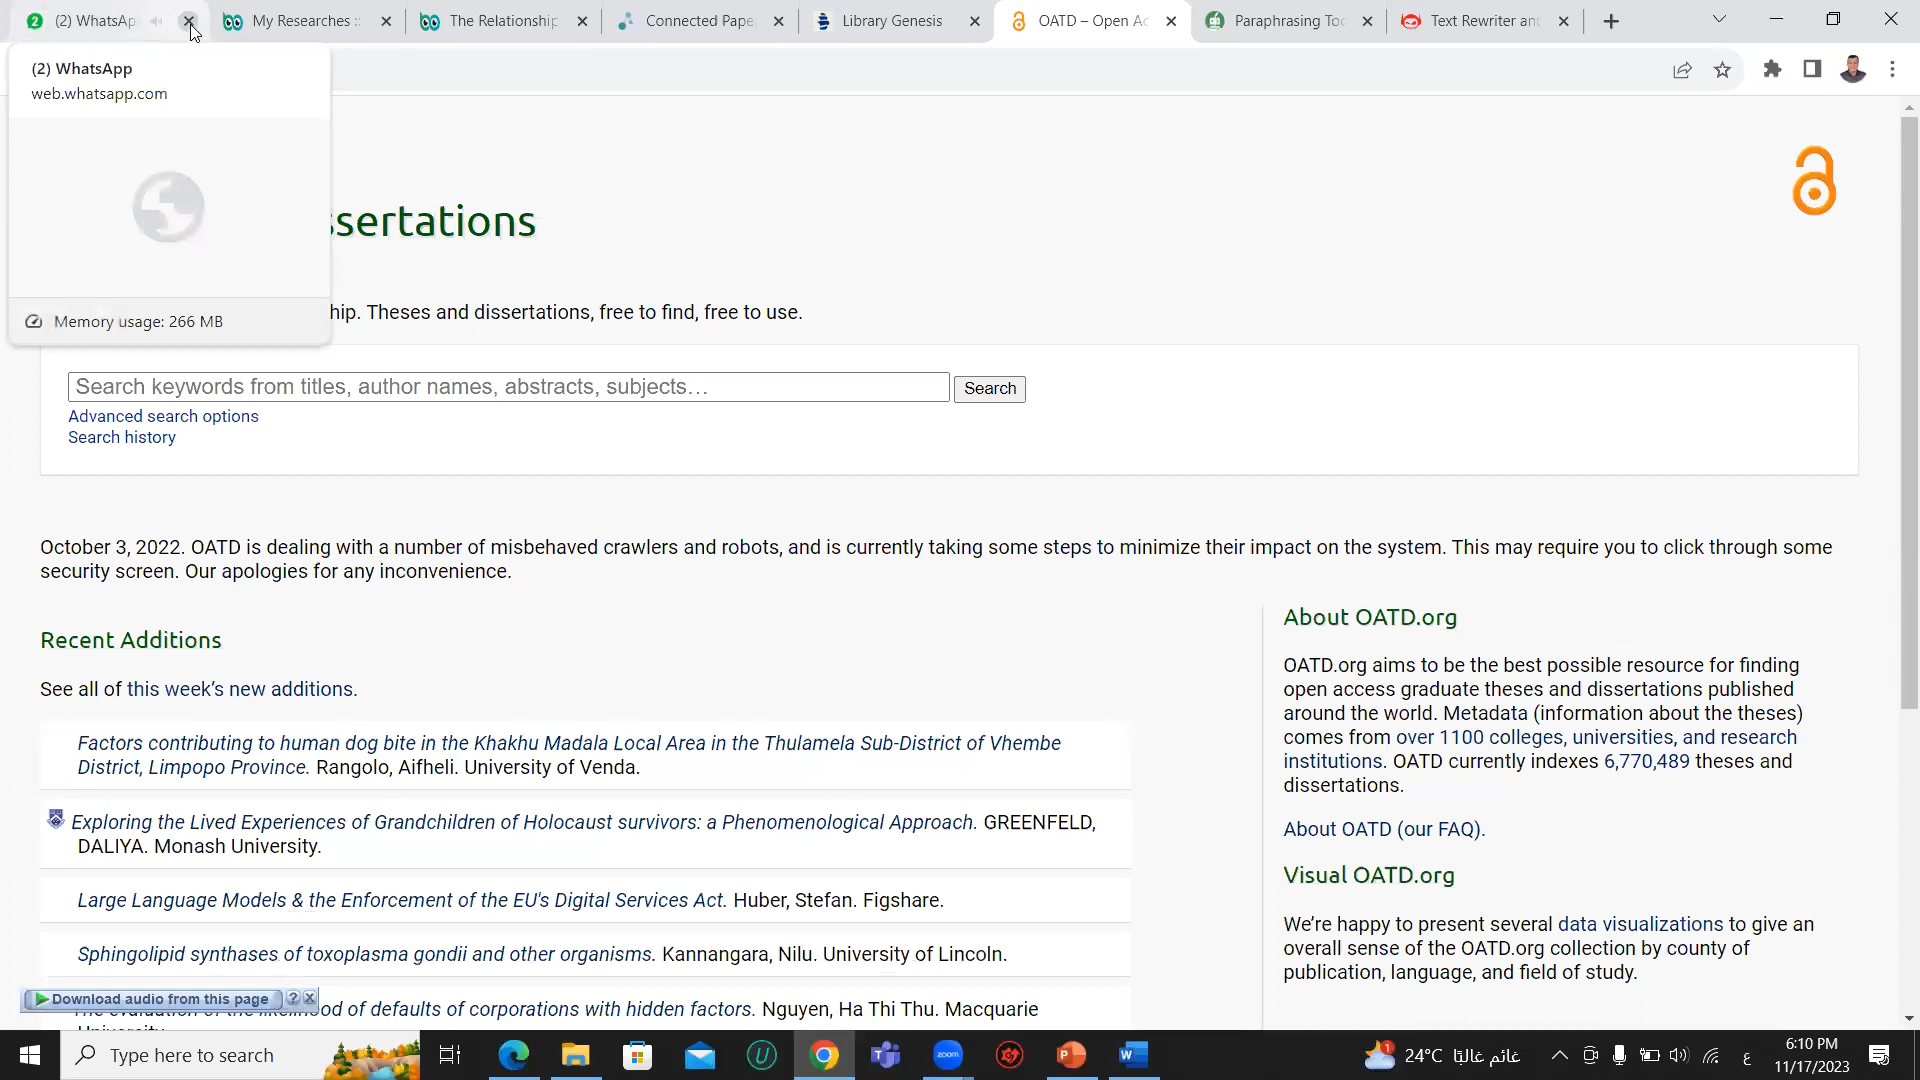 (2) WhatsAp
My Researches ::
The Relationship
Connected Pape
Library Genesis
OATD – Open Ac
Paraphrasing Too
Text Rewriter and
(2) WhatsApp
web.whatsapp.com
Memory usage: 266 MB
ssertations
hip. Theses and dissertations, free to find, free to use.
Search keywords from titles, author names, abstracts, subjects…
Search
Advanced search options
Search history
October 3, 2022. OATD is dealing with a number of misbehaved crawlers and robots, and is currently taking some steps to minimize their impact on the system. This may require you to click through some
security screen. Our apologies for any inconvenience.
Recent Additions
See all of this week’s new additions.
Factors contributing to human dog bite in the Khakhu Madala Local Area in the Thulamela Sub-District of Vhembe
District, Limpopo Province. Rangolo, Aifheli. University of Venda.
Exploring the Lived Experiences of Grandchildren of Holocaust survivors: a Phenomenological Approach. GREENFELD,
DALIYA. Monash University.
Large Language Models & the Enforcement of the EU's Digital Services Act. Huber, Stefan. Figshare.
Sphingolipid synthases of toxoplasma gondii and other organisms. Kannangara, Nilu. University of Lincoln.
The evaluation of the likelihood of defaults of corporations with hidden factors. Nguyen, Ha Thi Thu. Macquarie
University.
Download audio from this page
About OATD.org
OATD.org aims to be the best possible resource for finding
open access graduate theses and dissertations published
around the world. Metadata (information about the theses)
comes from over 1100 colleges, universities, and research
institutions. OATD currently indexes 6,770,489 theses and
dissertations.
About OATD (our FAQ).
Visual OATD.org
We’re happy to present several data visualizations to give an
overall sense of the OATD.org collection by county of
publication, language, and field of study.
Type here to search
zoom
24°C غائم غالبًا
ع
6:10 PM
11/17/2023